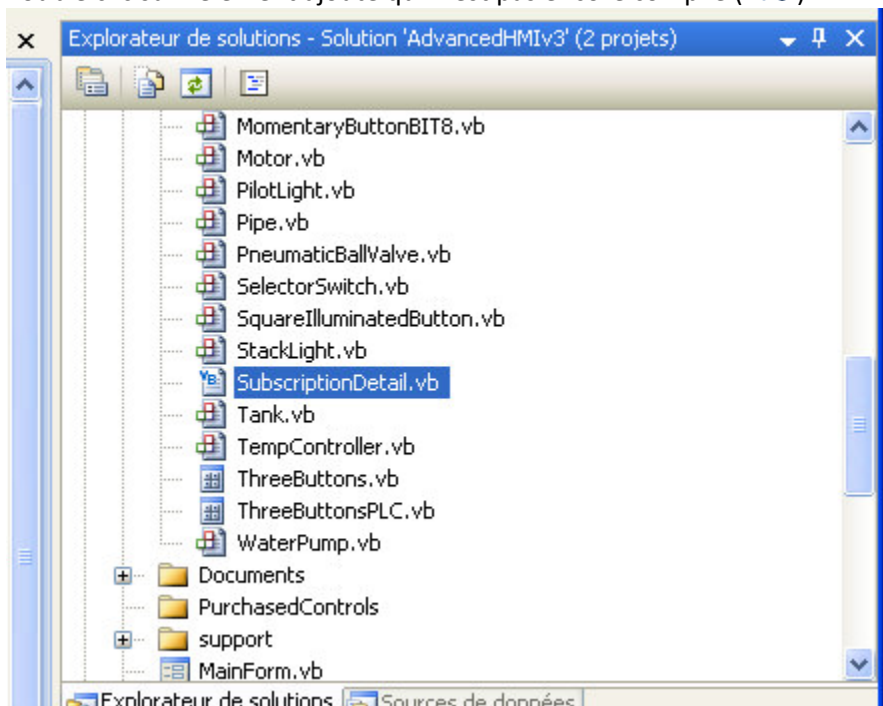 Explorateur de solutions - Solution 'AdvancedHMIv3' (2 projets)
MomentaryButtonBIT8.vb
Motor.vb
PilotLight.vb
Pipe.vb
PneumaticBallValve.vb
SelectorSwitch.vb
SquareIlluminatedButton.vb
StackLight.vb
SubscriptionDetail.vb
Tank.vb
TempController.vb
ThreeButtons.vb
ThreeButtonsPLC.vb
WaterPump.vb
Documents
PurchasedControls
support
MainForm.vb
Explorateur de solutions Sources de données